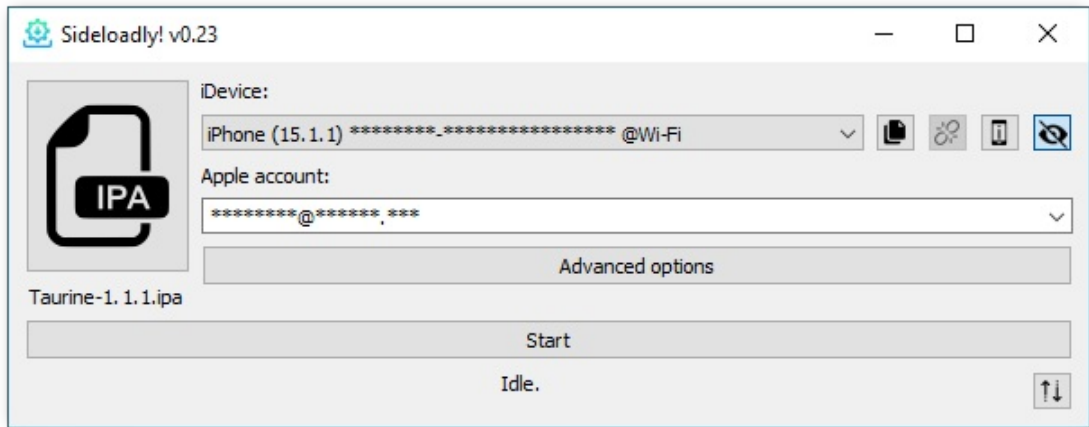 Sideloadly! v0.23
iDevice:
iPhone (15.1.1) ********-**************** @Wi-Fi
Apple account:
IPA
********@******.***
Advanced options
Taurine-1.1.1.ipa
Start
Idle.